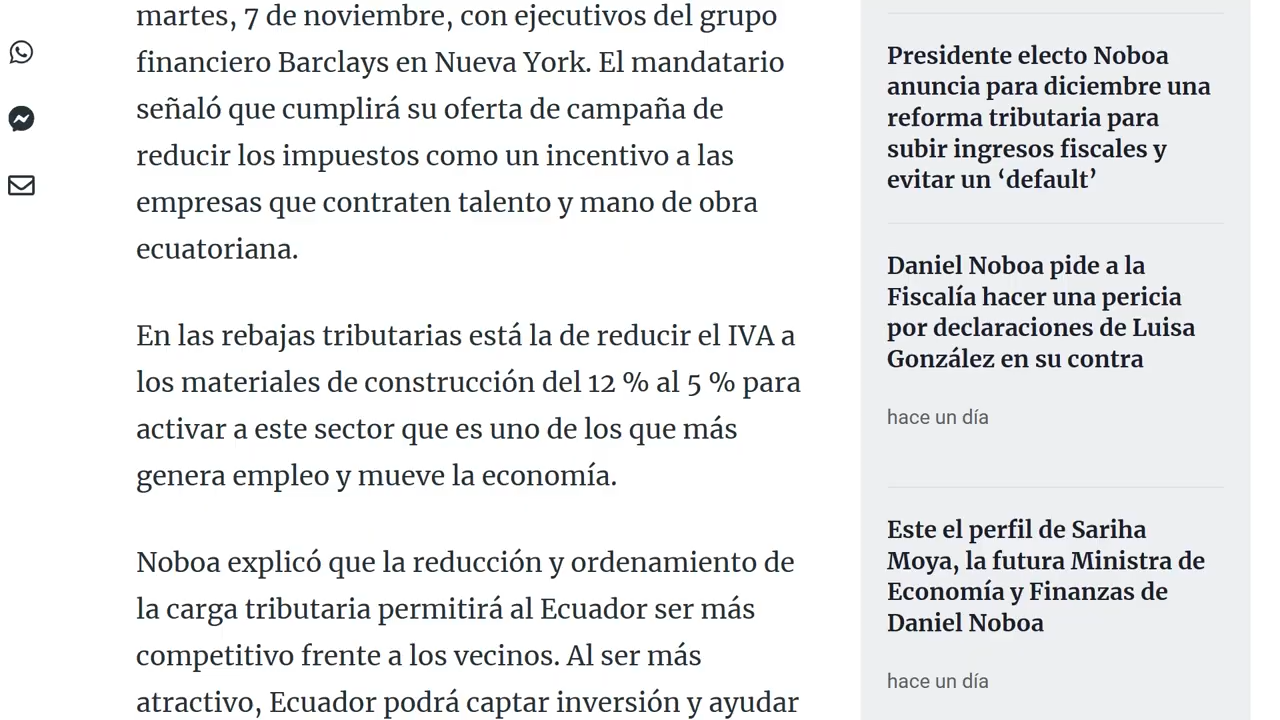 martes, 7 de noviembre, con ejecutivos del grupo
financiero Barclays en Nueva York. El mandatario
señaló que cumplirá su oferta de campaña de
reducir los impuestos como un incentivo a las
empresas que contraten talento y mano de obra
ecuatoriana.
En las rebajas tributarias está la de reducir el IVA a
los materiales de construcción del 12 % al 5 % para
activar a este sector que es uno de los que más
genera empleo y mueve la economía.
Noboa explicó que la reducción y ordenamiento de
la carga tributaria permitirá al Ecuador ser más
competitivo frente a los vecinos. Al ser más
atractivo, Ecuador podrá captar inversión y ayudar
Presidente electo Noboa
anuncia para diciembre una
reforma tributaria para
subir ingresos fiscales y
evitar un ‘default’
Daniel Noboa pide a la
Fiscalía hacer una pericia
por declaraciones de Luisa
González en su contra
hace un día
Este el perfil de Sariha
Moya, la futura Ministra de
Economía y Finanzas de
Daniel Noboa
hace un día